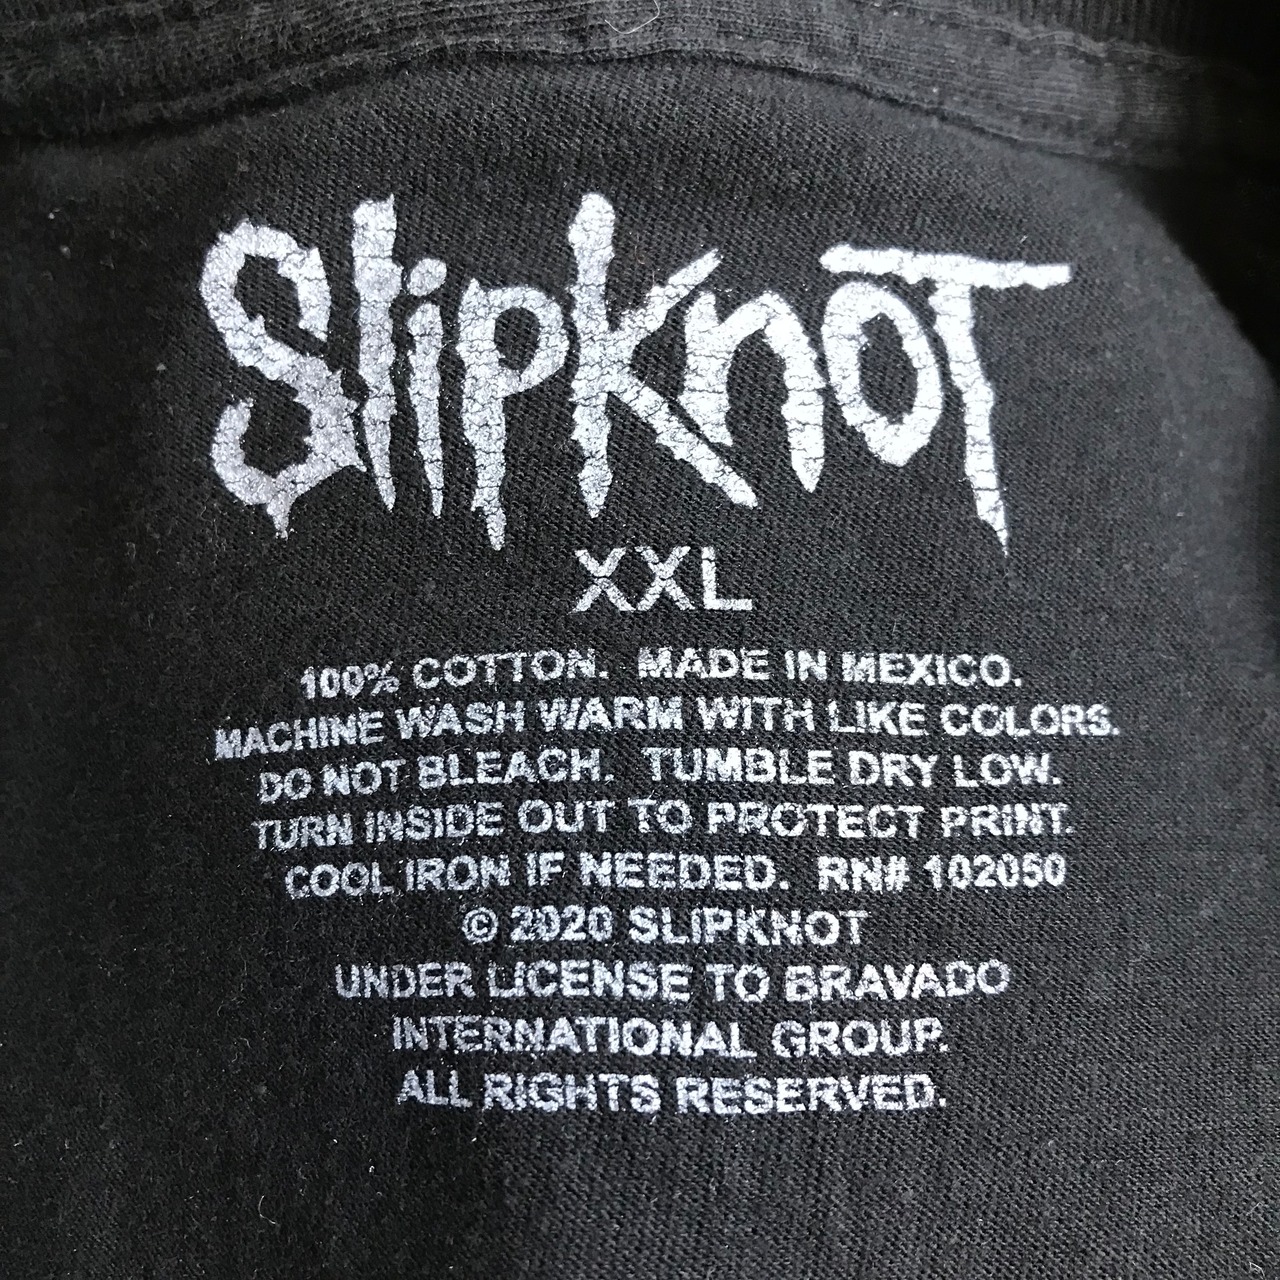 SlipKnoT
XXL
100% COTTON. MADE IN MEXICO.
MACHINE WASH WARM WITH LIKE COLORS.
DO NOT BLEACH. TUMBLE DRY LOW.
TURN INSIDE OUT TO PROTECT PRINT.
COOL IRON IF NEEDED. RN# 102050
© 2020 SLIPKNOT
UNDER LICENSE TO BRAVADO
INTERNATIONAL GROUP.
ALL RIGHTS RESERVED.